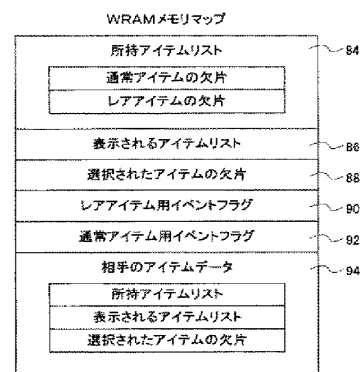 WRAMメモリマップ
所持アイテムリスト
84
通常アイテムの欠片
レアアイテムの欠片
表示されるアイテムリスト
86
選択されたアイテムの欠片
88
レアアイテム用イベントフラグ
90
通常アイテム用イベントフラグ
92
相手のアイテムデータ
94
所持アイテムリスト
表示されるアイテムリスト
選択されたアイテムの欠片